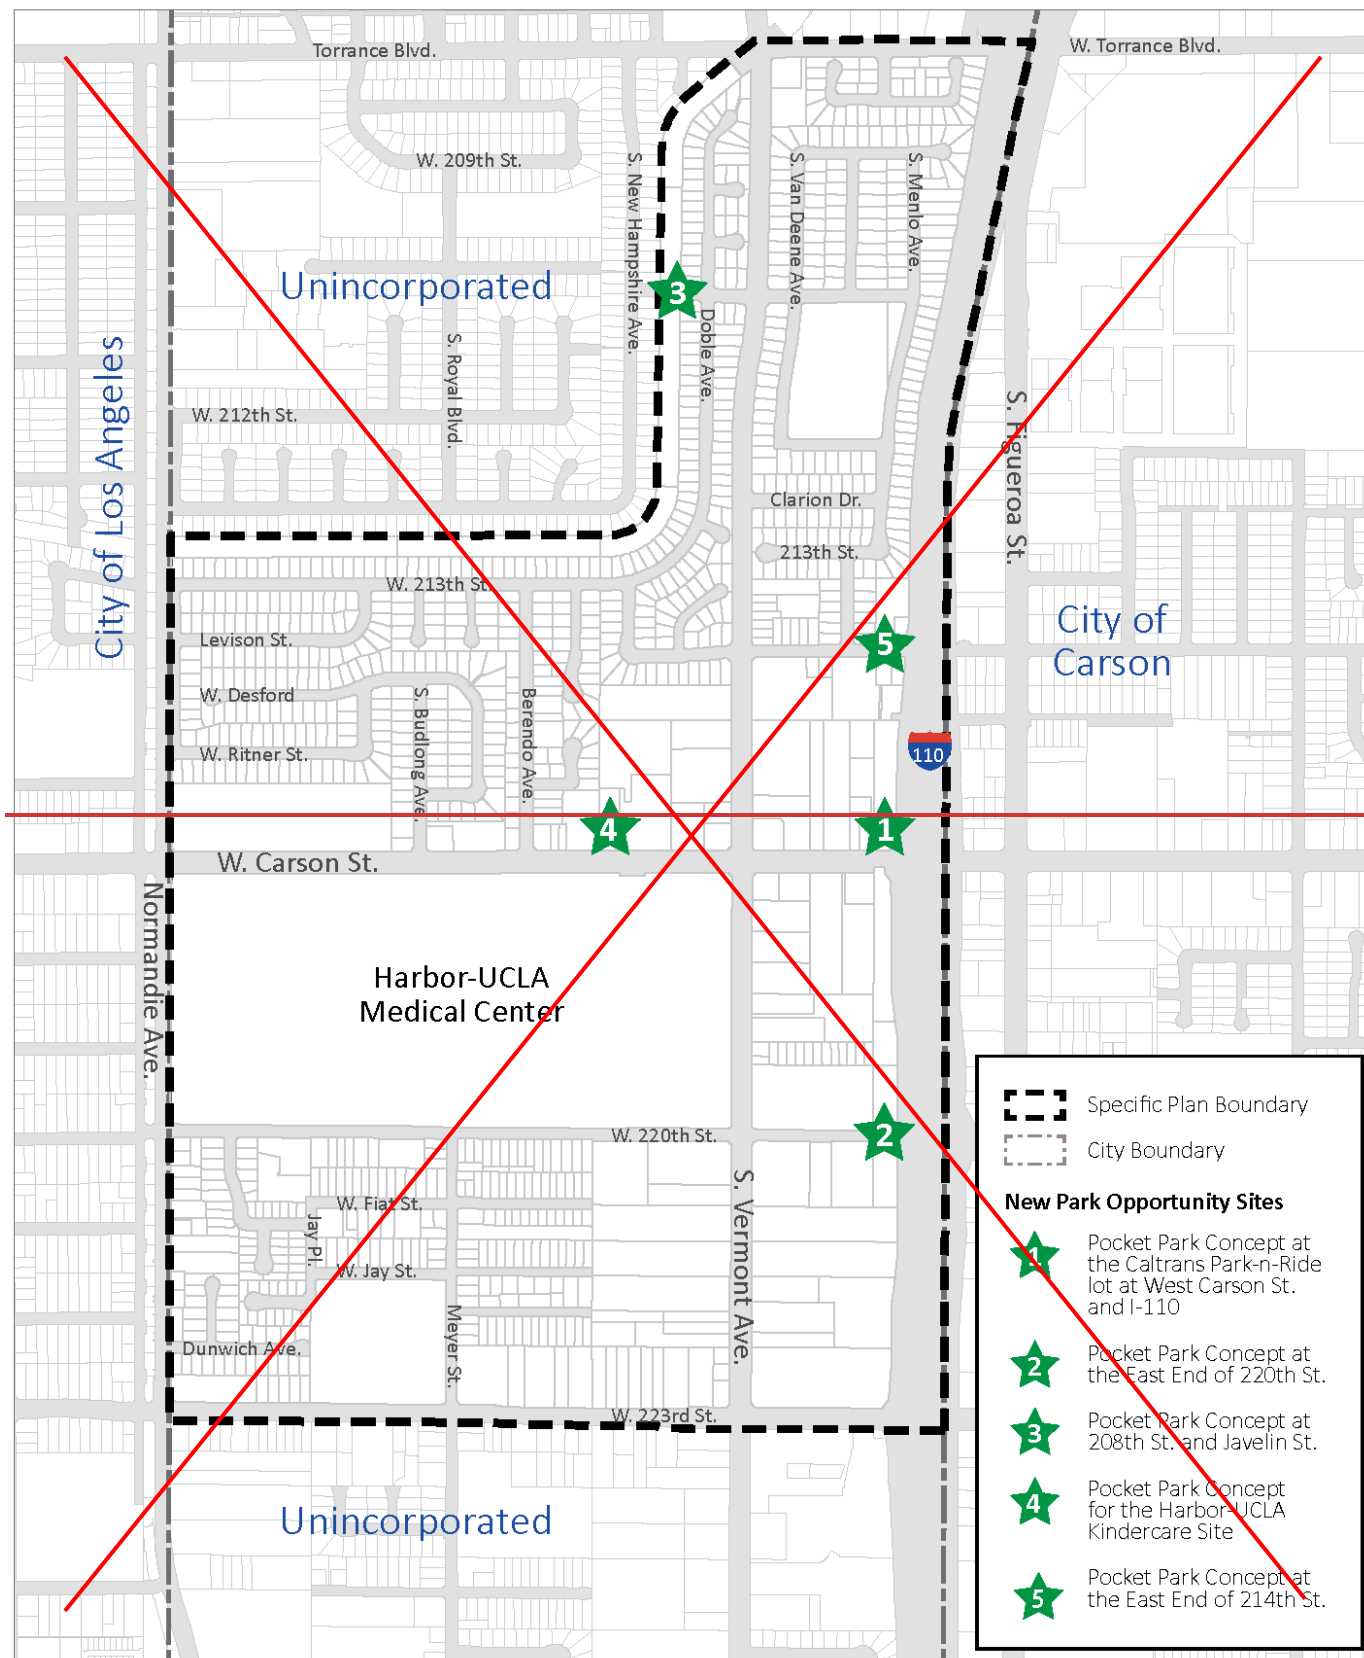 Torrance Blvd.
W. Torrance Blvd.
W. 209th St.
S. New Hampshire Ave.
S. Van Deene Ave.
S. Menlo Ave.
Unincorporated
3
Doble Ave.
S. Royal Blvd.
City of Los Angeles
W. 212th St.
S. Figueroa St.
Clarion Dr.
213th St.
W. 213th St.
Levison St.
5
City of
Carson
W. Desford
S. Budlong Ave.
Berendo Ave.
W. Ritner St.
110
4
1
W. Carson St.
Normandie Ave.
Harbor-UCLA
Medical Center
W. 220th St.
2
S. Vermont Ave.
W. Fiat St.
Jay Pl.
W. Jay St.
Meyer St.
Dunwich Ave.
W. 223rd St.
Unincorporated
Specific Plan Boundary
City Boundary
New Park Opportunity Sites
1
Pocket Park Concept at
the Caltrans Park-n-Ride
lot at West Carson St.
and I-110
2
Pocket Park Concept at
the East End of 220th St.
3
Pocket Park Concept at
208th St. and Javelin St.
4
Pocket Park Concept
for the Harbor-UCLA
Kindercare Site
5
Pocket Park Concept at
the East End of 214th St.